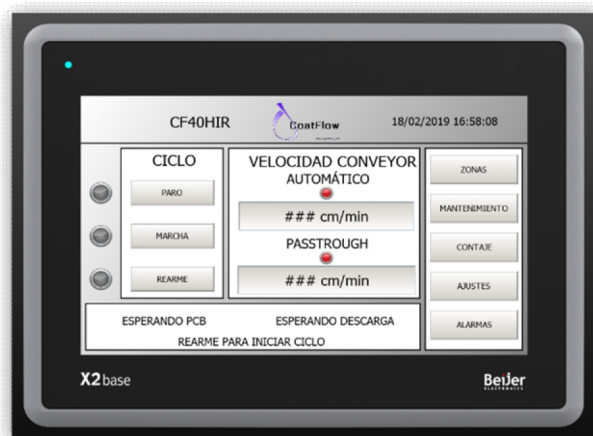 CF40HIR
CoatFlow
18/02/2019 16:58:08
CICLO
PARO
MARCHA
REARME
VELOCIDAD CONVEYOR
AUTOMÁTICO
### cm/min
PASSTROUGH
### cm/min
ZONAS
MANTENIMIENTO
CONTAJE
AJUSTES
ALARMAS
ESPERANDO PCB
ESPERANDO DESCARGA
REARME PARA INICIAR CICLO
X2base
Beijer
ELECTRONICS